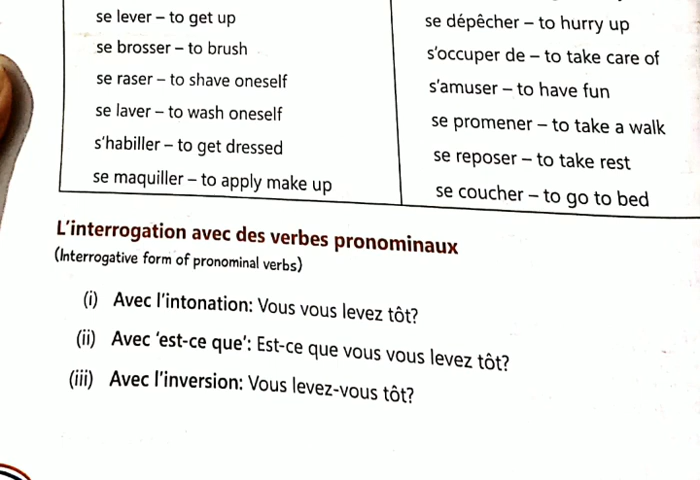 se lever – to get up
se brosser – to brush
se raser – to shave oneself
se laver – to wash oneself
s'habiller – to get dressed
se maquiller – to apply make up
se dépêcher – to hurry up
s'occuper de – to take care of
s'amuser – to have fun
se promener – to take a walk
se reposer – to take rest
se coucher – to go to bed
L'interrogation avec des verbes pronominaux
(Interrogative form of pronominal verbs)
(i) Avec l'intonation: Vous vous levez tôt?
(ii) Avec 'est-ce que': Est-ce que vous vous levez tôt?
(iii) Avec l'inversion: Vous levez-vous tôt?